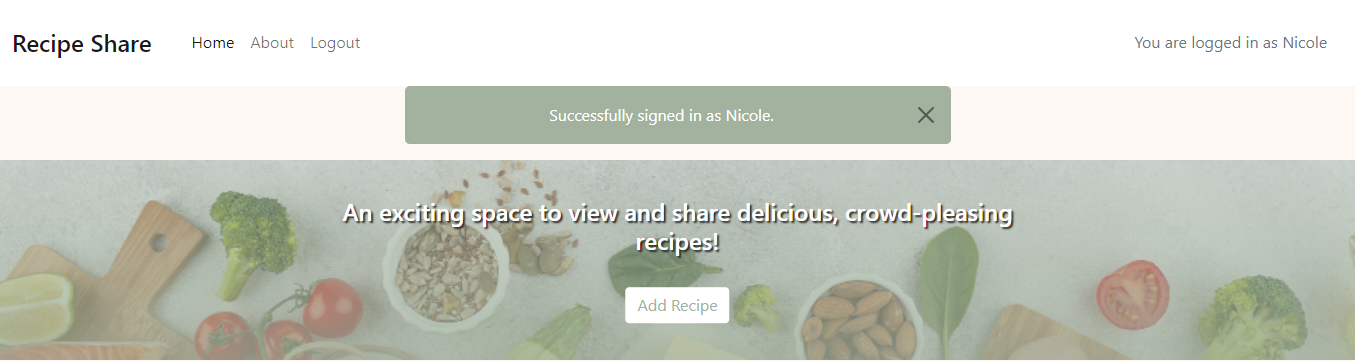 Recipe Share
Home About Logout
You are logged in as Nicole
Successfully signed in as Nicole.
An exciting space to view and share delicious, crowd-pleasing
recipes!
Add Recipe